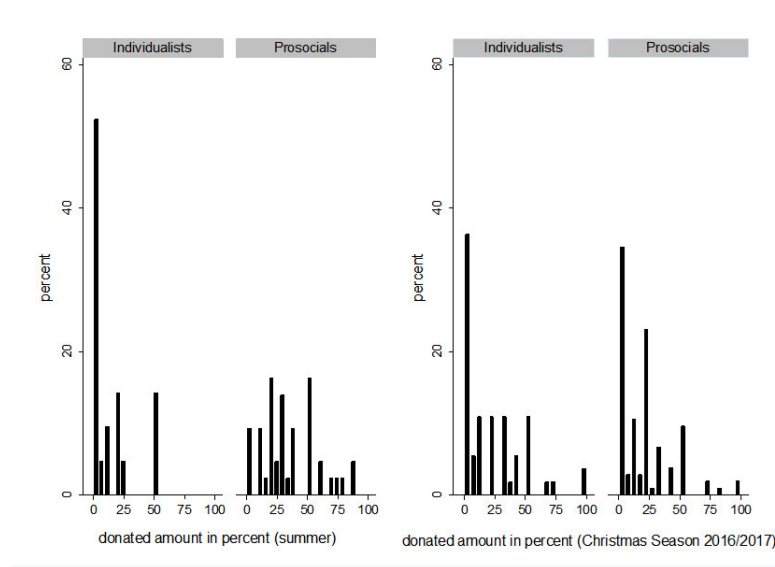 Individualists Prosocials
60
40
20
0
percent
0 25 50 75 100 0 25 50 75 100
donated amount in percent (summer)
Individualists Prosocials
60
40
20
0
percent
0 25 50 75 100 0 25 50 75 100
donated amount in percent (Christmas Season 2016/2017)